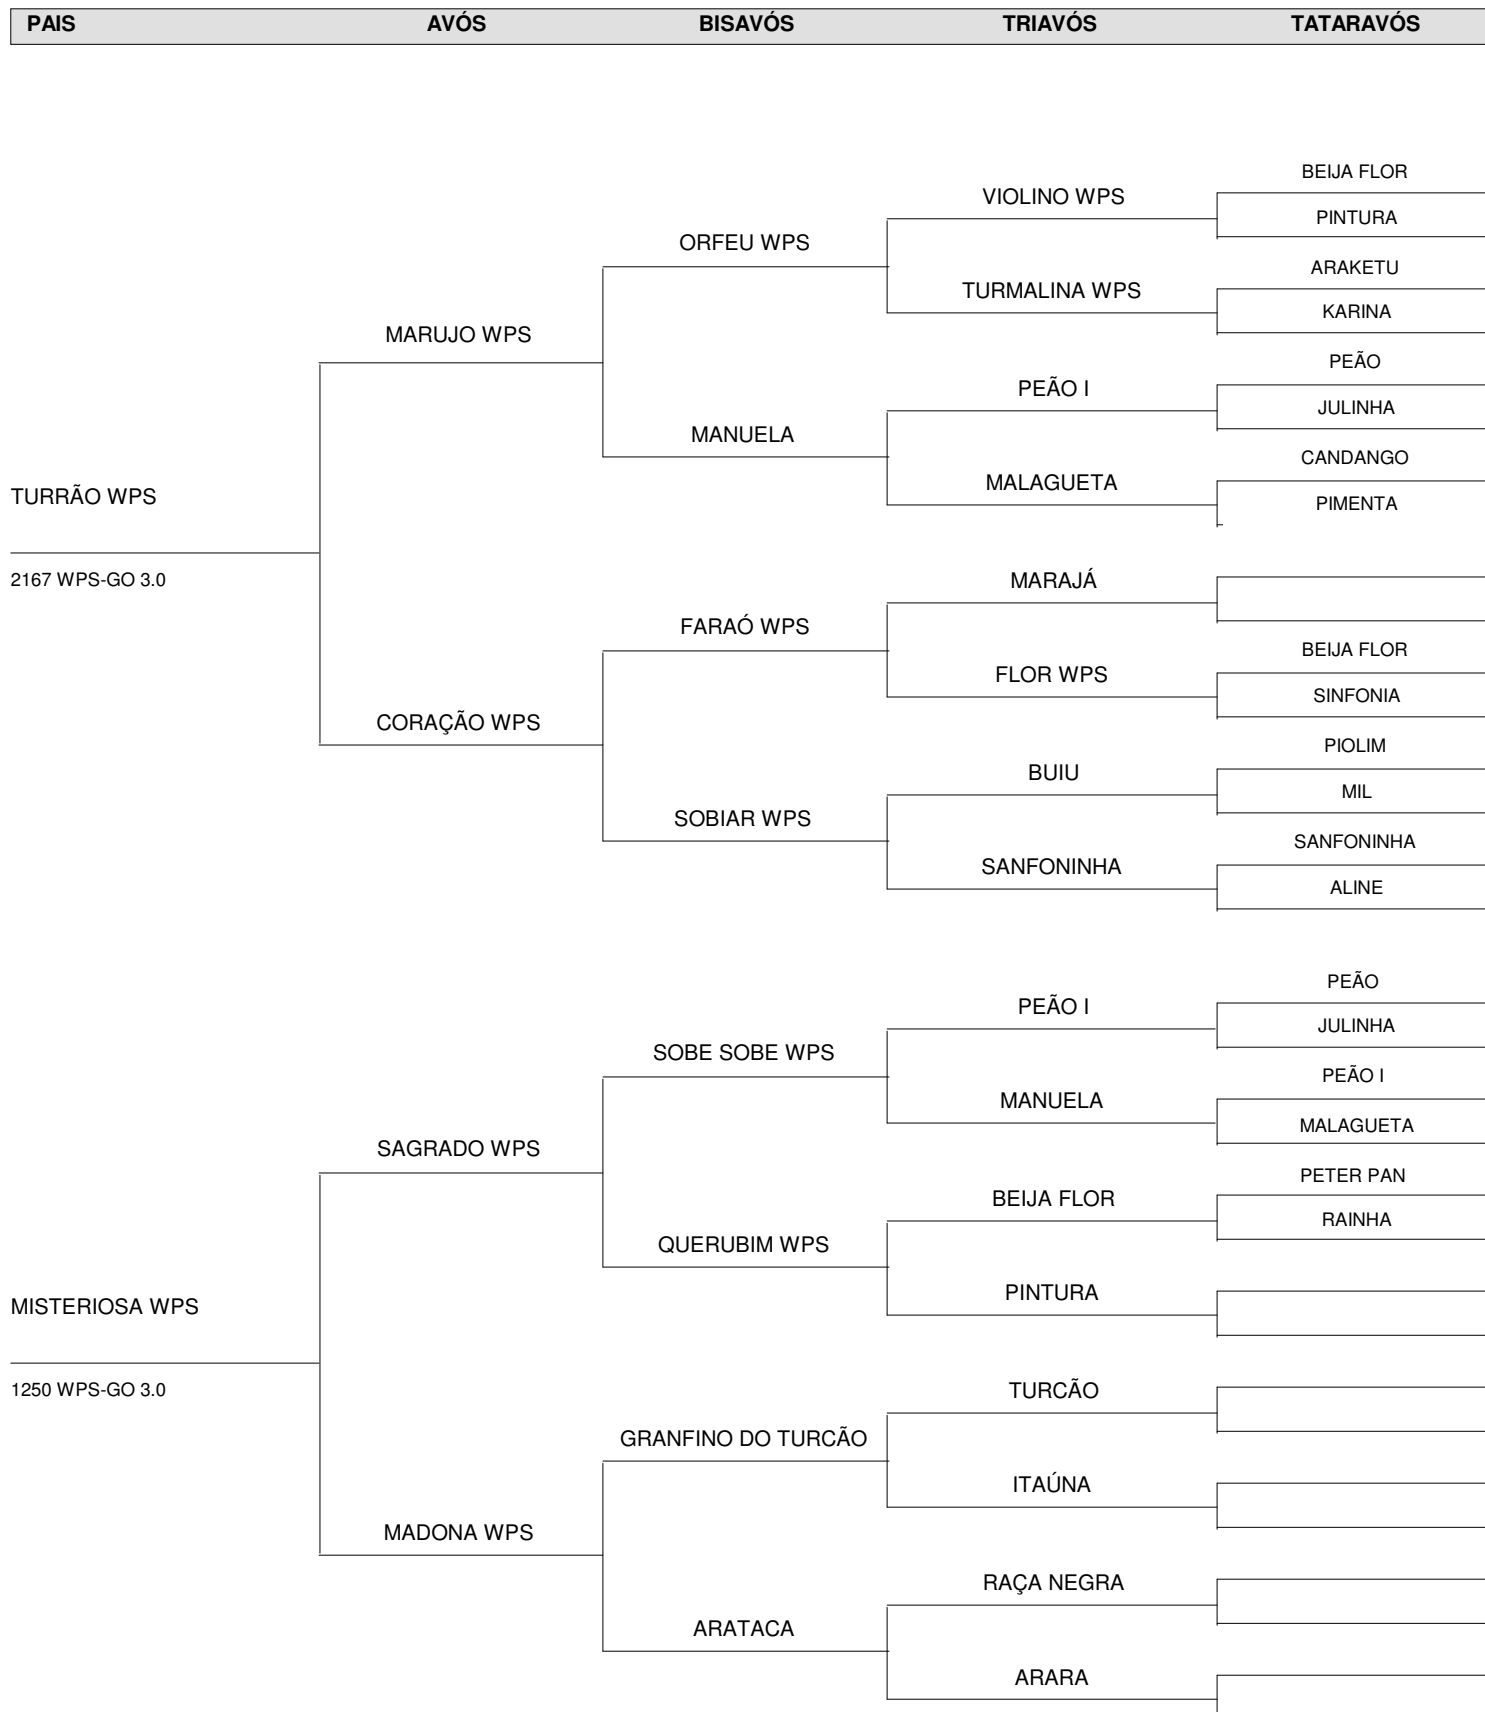 PAIS AVÓS BISAVÓS TRIAVÓS TATARAVÓS
BEIJA FLOR
VIOLINO WPS
PINTURA
ORFEU WPS
ARAKETU
TURMALINA WPS
KARINA
MARUJO WPS
PEÃO
PEÃO I
JULINHA
MANUELA
CANDANGO
MALAGUETA
PIMENTA
TURRÃO WPS
2167 WPS-GO 3.0
MARAJÁ
FARAÓ WPS
BEIJA FLOR
FLOR WPS
SINFONIA
CORAÇÃO WPS
PIOLIM
BUIU
MIL
SOBIAR WPS
SANFONINHA
SANFONINHA
ALINE
PEÃO
PEÃO I
JULINHA
SOBE SOBE WPS
PEÃO I
MANUELA
MALAGUETA
SAGRADO WPS
PETER PAN
BEIJA FLOR
RAINHA
QUERUBIM WPS
PINTURA
MISTERIOSA WPS
1250 WPS-GO 3.0
TURCÃO
GRANFINO DO TURCÃO
ITAÚNA
MADONA WPS
RAÇA NEGRA
ARATACA
ARARA